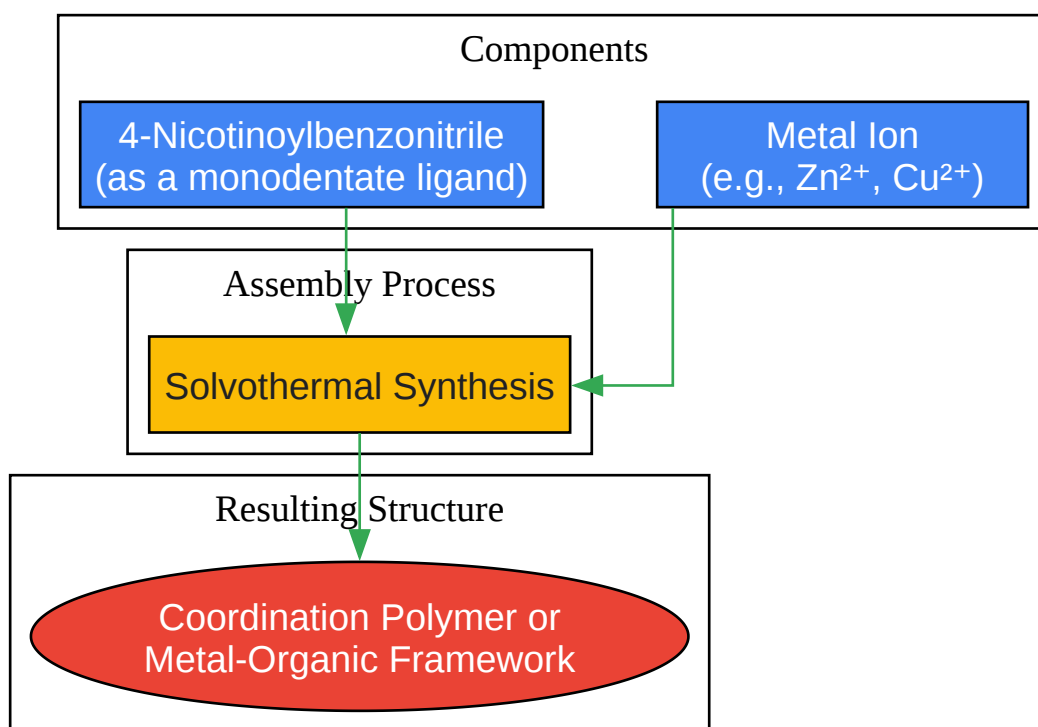 Components
4-Nicotinoylbenzonitrile
(as a monodentate ligand)
Metal Ion
(e.g., Zn²⁺, Cu²⁺)
Assembly Process
Solvothermal Synthesis
Resulting Structure
Coordination Polymer or
Metal-Organic Framework